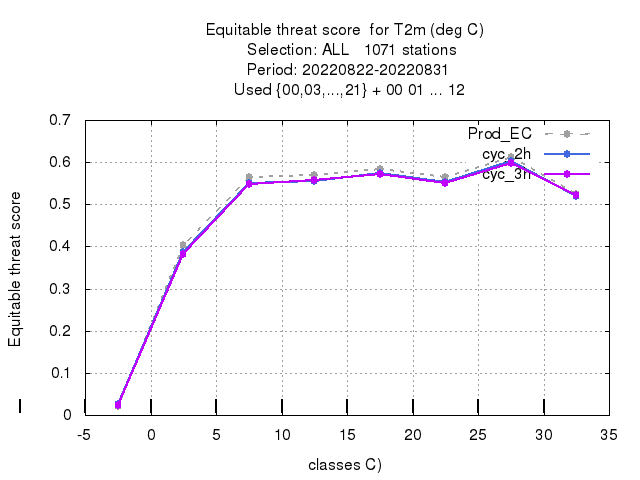 Equitable threat score for T2m (deg C)
Selection: ALL 1071 stations
Period: 20220822-20220831
Used {00,03,...,21} + 00 01 ... 12
Prod_EC
cyc_2h
cyc_3h
0.7
0.6
0.5
0.4
0.3
0.2
0.1
0
Equitable threat score
-5
0
5
10
15
20
25
30
35
classes C)